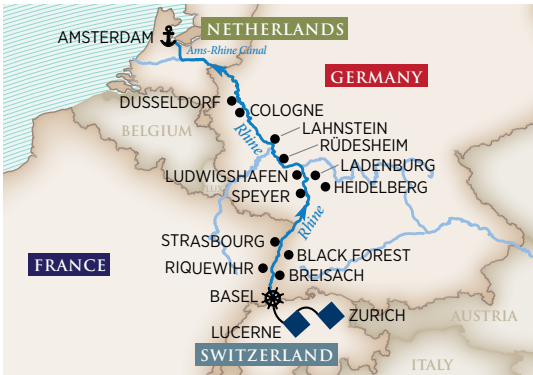 NETHERLANDS
AMSTERDAM
Ams-Rhine Canal
GERMANY
DUSSELDORF
COLOGNE
BELGIUM
Rhine
LAHNSTEIN
RÜDESHEIM
LUDWIGSHAFEN
LADENBURG
LUX
HEIDELBERG
SPEYER
Rhine
STRASBOURG
BLACK FOREST
FRANCE
RIQUEWIHR
BREISACH
BASEL
ZURICH
AUSTRIA
LUCERNE
SWITZERLAND
ITALY